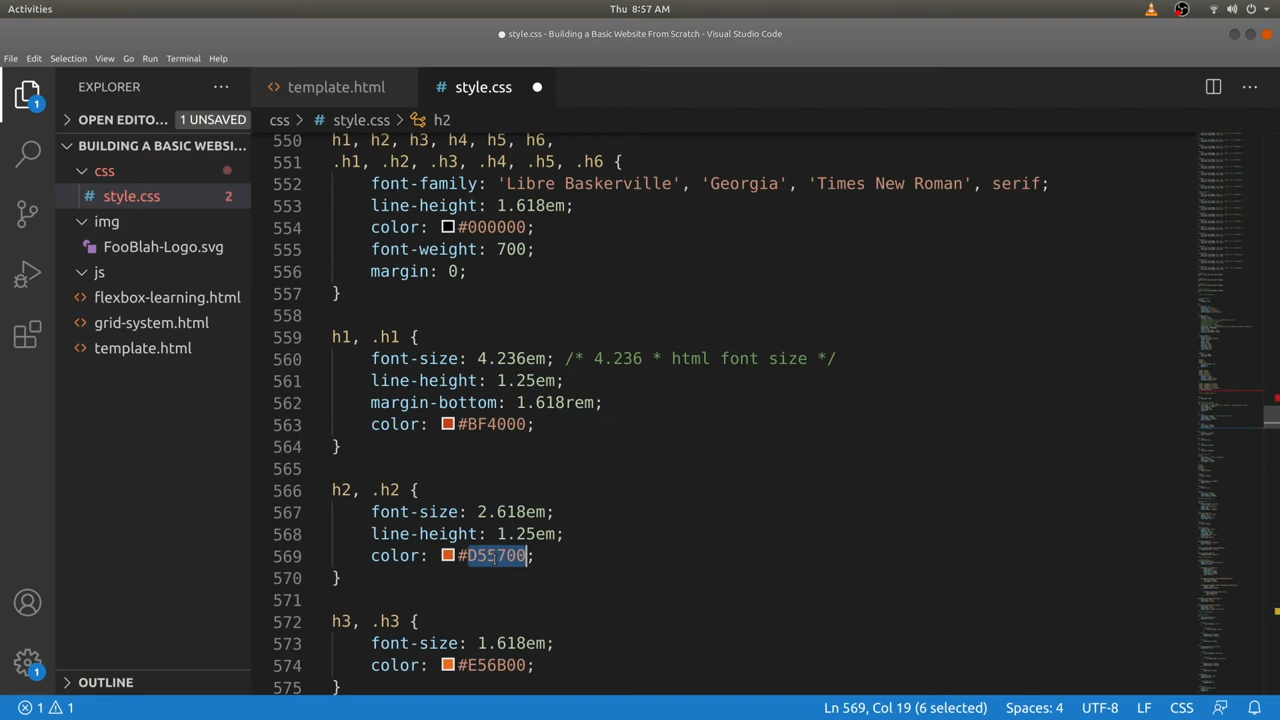 Activities
Thu 8:57 AM
style.css - Building a Basic Website From Scratch - Visual Studio Code
File Edit Selection View Go Run Terminal Help
EXPLORER
template.html
# style.css
OPEN EDITO... 1 UNSAVED
css > # style.css > h2
BUILDING A BASIC WEBSI...
css
# style.css 2
img
FooBlah-Logo.svg
js
flexbox-learning.html
grid-system.html
template.html
OUTLINE
1
1
550 h1, h2, h3, h4, h5, h6,
551 .h1 .h2, .h3, .h4, .h5, .h6 {
552 font-family: Baskerville', 'Georgia', 'Times New Roman', serif;
553 line-height: 1.618em;
554 color: #000000;
555 font-weight: 700;
556 margin: 0;
557 }
558
559 h1, .h1 {
560 font-size: 4.236em; /* 4.236 * html font size */
561 line-height: 1.25em;
562 margin-bottom: 1.618rem;
563 color: #BF4000;
564 }
565
566 h2, .h2 {
567 font-size: 2.618em;
568 line-height: 1.25em;
569 color: #D55700;
570 }
571
572 h3, .h3 {
573 font-size:
574 color: #E56B00;
575 }
1 1
Ln 569, Col 19 (6 selected) Spaces: 4 UTF-8 LF CSS